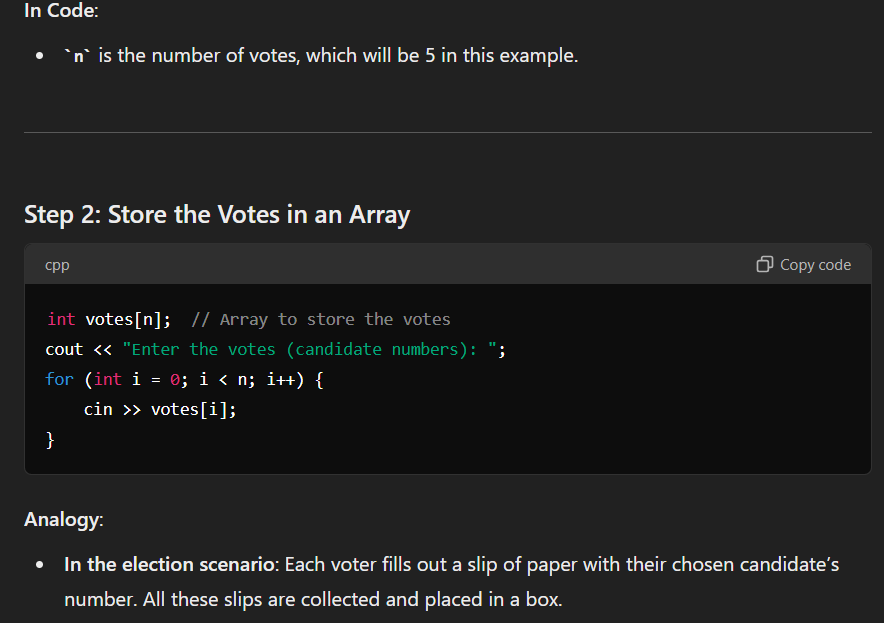 In Code:
• `n` is the number of votes, which will be 5 in this example.
Step 2: Store the Votes in an Array
cpp
Copy code
int votes[n];  // Array to store the votes
cout << "Enter the votes (candidate numbers): ";
for (int i = 0; i < n; i++) {
    cin >> votes[i];
}
Analogy:
• In the election scenario: Each voter fills out a slip of paper with their chosen candidate’s
number. All these slips are collected and placed in a box.